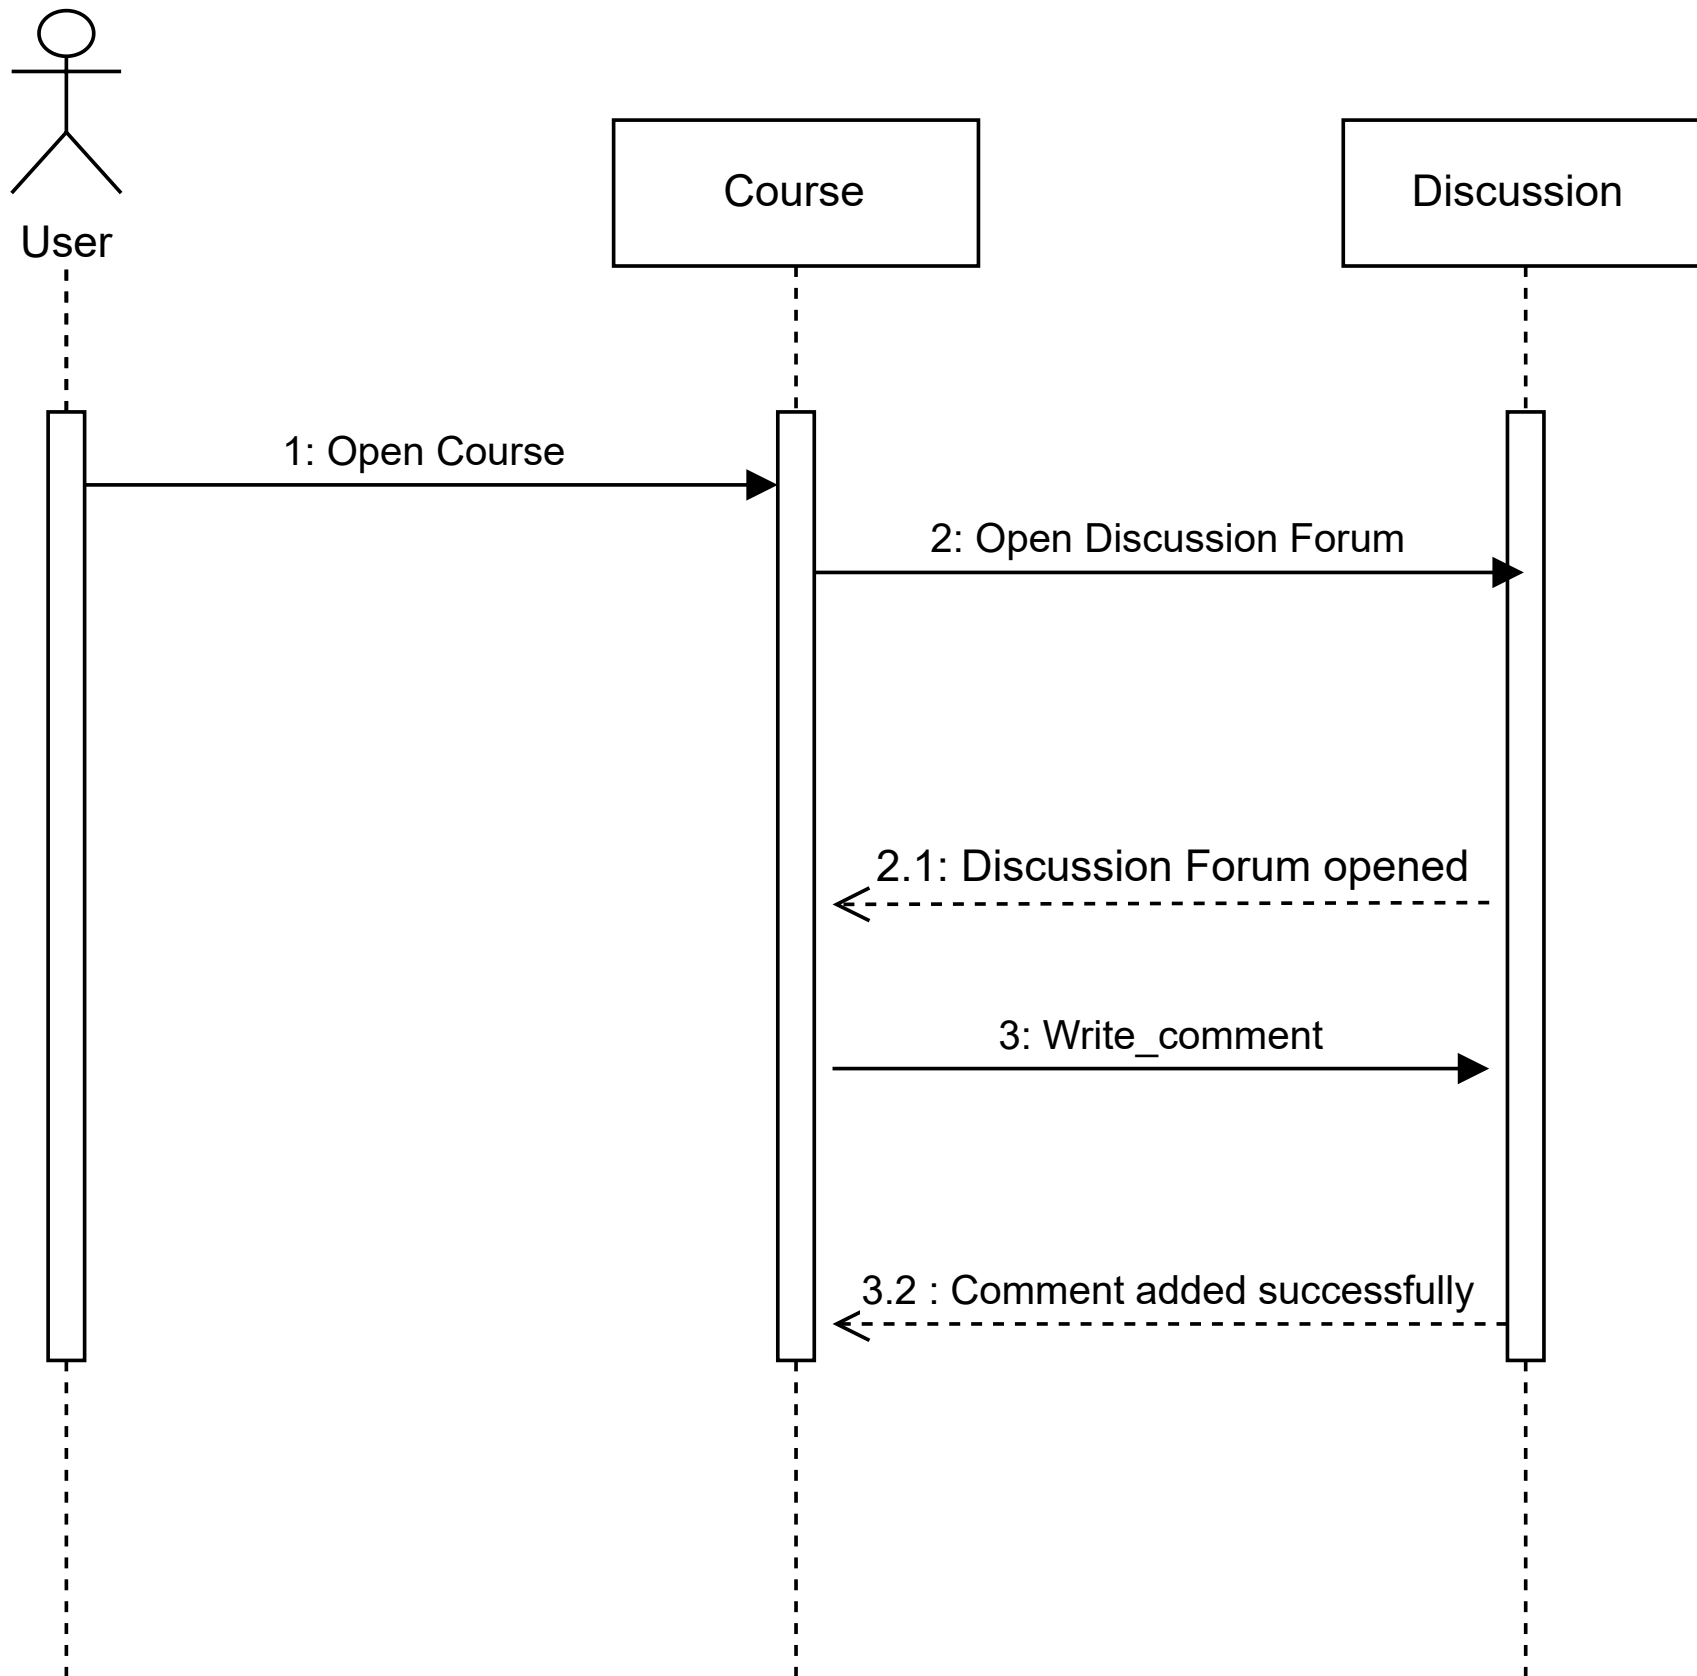 User
Course
Discussion
1: Open Course
2: Open Discussion Forum
2.1: Discussion Forum opened
3: Write_comment
3.2 : Comment added successfully